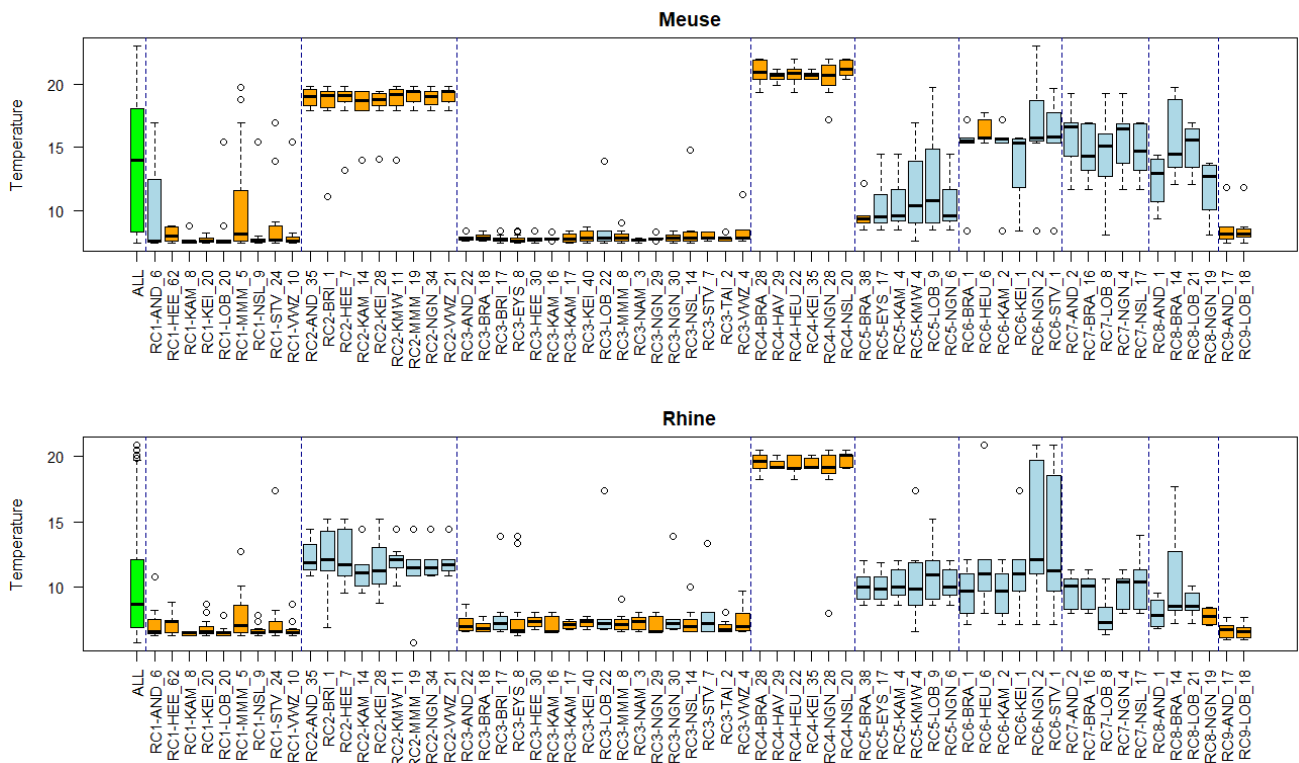 Meuse
Temperature
20
15
10
ALL
RC1-AND_6
RC1-HEE_62
RC1-KAM_8
RC1-KEI_20
RC1-LOB_20
RC1-MMM_5
RC1-NSL_9
RC1-STV_24
RC1-VWZ_10
RC2-AND_35
RC2-BRI_1
RC2-HEE_7
RC2-KAM_14
RC2-KEI_28
RC2-KMW_11
RC2-MMM_19
RC2-NGN_34
RC2-VWZ_21
RC3-AND_22
RC3-BRA_18
RC3-BRI_17
RC3-EYS_8
RC3-HEE_30
RC3-KAM_16
RC3-KAM_17
RC3-KEI_40
RC3-LOB_22
RC3-MMM_8
RC3-NAM_3
RC3-NGN_29
RC3-NGN_30
RC3-NSL_14
RC3-STV_7
RC3-TAI_2
RC3-VWZ_4
RC4-BRA_28
RC4-HAV_29
RC4-HEU_22
RC4-KEI_35
RC4-NGN_28
RC4-NSL_20
RC5-BRA_38
RC5-EYS_17
RC5-KAM_4
RC5-KMW_4
RC5-LOB_9
RC5-NGN_6
RC6-BRA_1
RC6-HEU_6
RC6-KAM_2
RC6-KEI_1
RC6-NGN_2
RC6-STV_1
RC7-AND_2
RC7-BRA_16
RC7-LOB_8
RC7-NGN_4
RC7-NSL_17
RC8-AND_1
RC8-BRA_14
RC8-LOB_21
RC8-NGN_19
RC9-AND_17
RC9-LOB_18
Rhine
Temperature
20
15
10
ALL
RC1-AND_6
RC1-HEE_62
RC1-KAM_8
RC1-KEI_20
RC1-LOB_20
RC1-MMM_5
RC1-NSL_9
RC1-STV_24
RC1-VWZ_10
RC2-AND_35
RC2-BRI_1
RC2-HEE_7
RC2-KAM_14
RC2-KEI_28
RC2-KMW_11
RC2-MMM_19
RC2-NGN_34
RC2-VWZ_21
RC3-AND_22
RC3-BRA_18
RC3-BRI_17
RC3-EYS_8
RC3-HEE_30
RC3-KAM_16
RC3-KAM_17
RC3-KEI_40
RC3-LOB_22
RC3-MMM_8
RC3-NAM_3
RC3-NGN_29
RC3-NGN_30
RC3-NSL_14
RC3-STV_7
RC3-TAI_2
RC3-VWZ_4
RC4-BRA_28
RC4-HAV_29
RC4-HEU_22
RC4-KEI_35
RC4-NGN_28
RC4-NSL_20
RC5-BRA_38
RC5-EYS_17
RC5-KAM_4
RC5-KMW_4
RC5-LOB_9
RC5-NGN_6
RC6-BRA_1
RC6-HEU_6
RC6-KAM_2
RC6-KEI_1
RC6-NGN_2
RC6-STV_1
RC7-AND_2
RC7-BRA_16
RC7-LOB_8
RC7-NGN_4
RC7-NSL_17
RC8-AND_1
RC8-BRA_14
RC8-LOB_21
RC8-NGN_19
RC9-AND_17
RC9-LOB_18